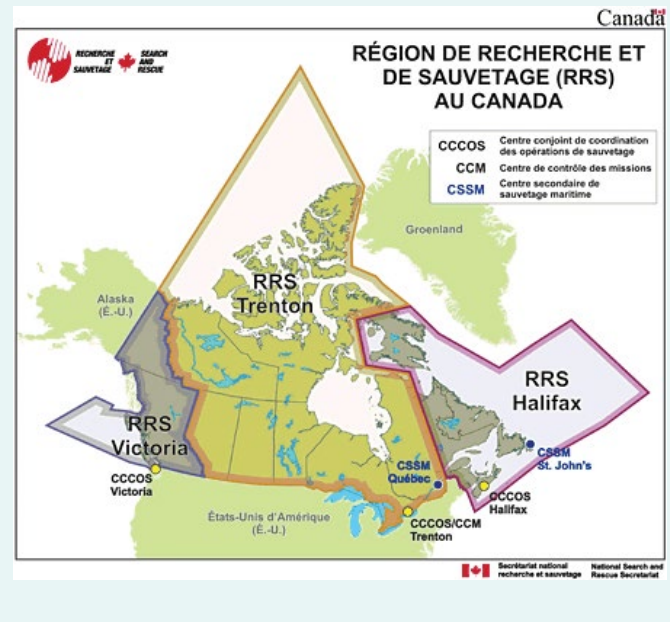 Canada
RECHERCHE
ET
SAUVETAGE
SEARCH
AND
RESCUE
RÉGION DE RECHERCHE ET
DE SAUVETAGE (RRS)
AU CANADA
CCCOS Centre conjoint de coordination
des opérations de sauvetage
CCM Centre de contrôle des missions
CSSM Centre secondaire de
sauvetage maritime
Groenland
Alaska
(É.-U.)
RRS
Trenton
RRS
Halifax
RRS
Victoria
CCCOS
Victoria
CSSM
Québec
CSSM
St. John's
CCCOS
Halifax
CCCOS/CCM
Trenton
États-Unis d'Amérique
(É.-U.)
Secrétariat national
recherche et sauvetage
National Search and
Rescue Secretariat